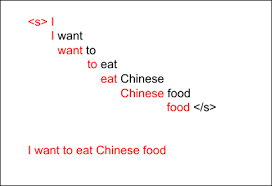 <s> I
I want
want to
to eat
eat Chinese
Chinese food
food </s>
I want to eat Chinese food